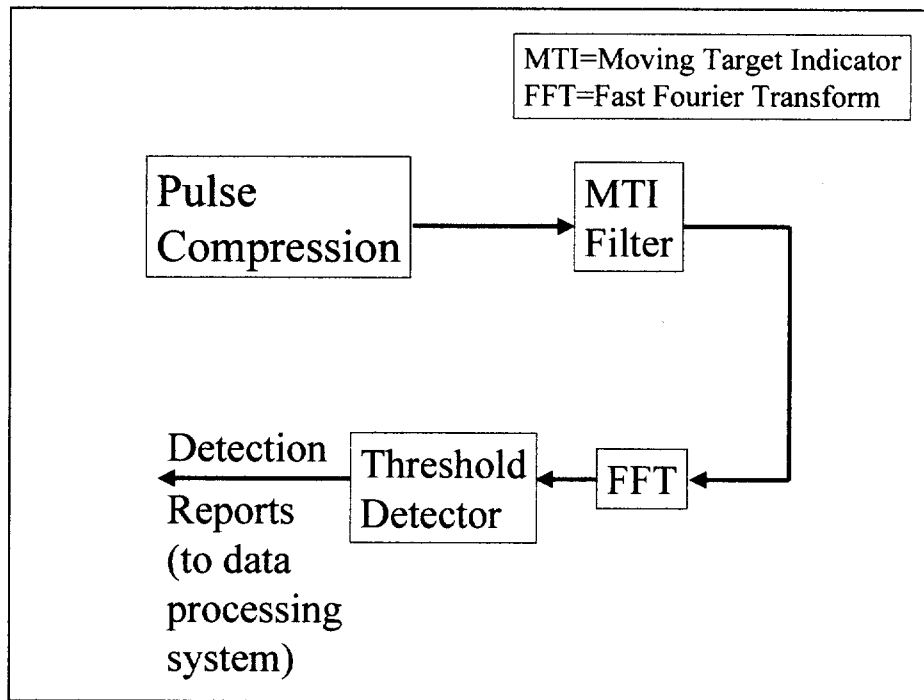 MTI=Moving Target Indicator
FFT=Fast Fourier Transform
Pulse
Compression
MTI
Filter
Detection
Reports
(to data
processing
system)
Threshold
Detector
FFT